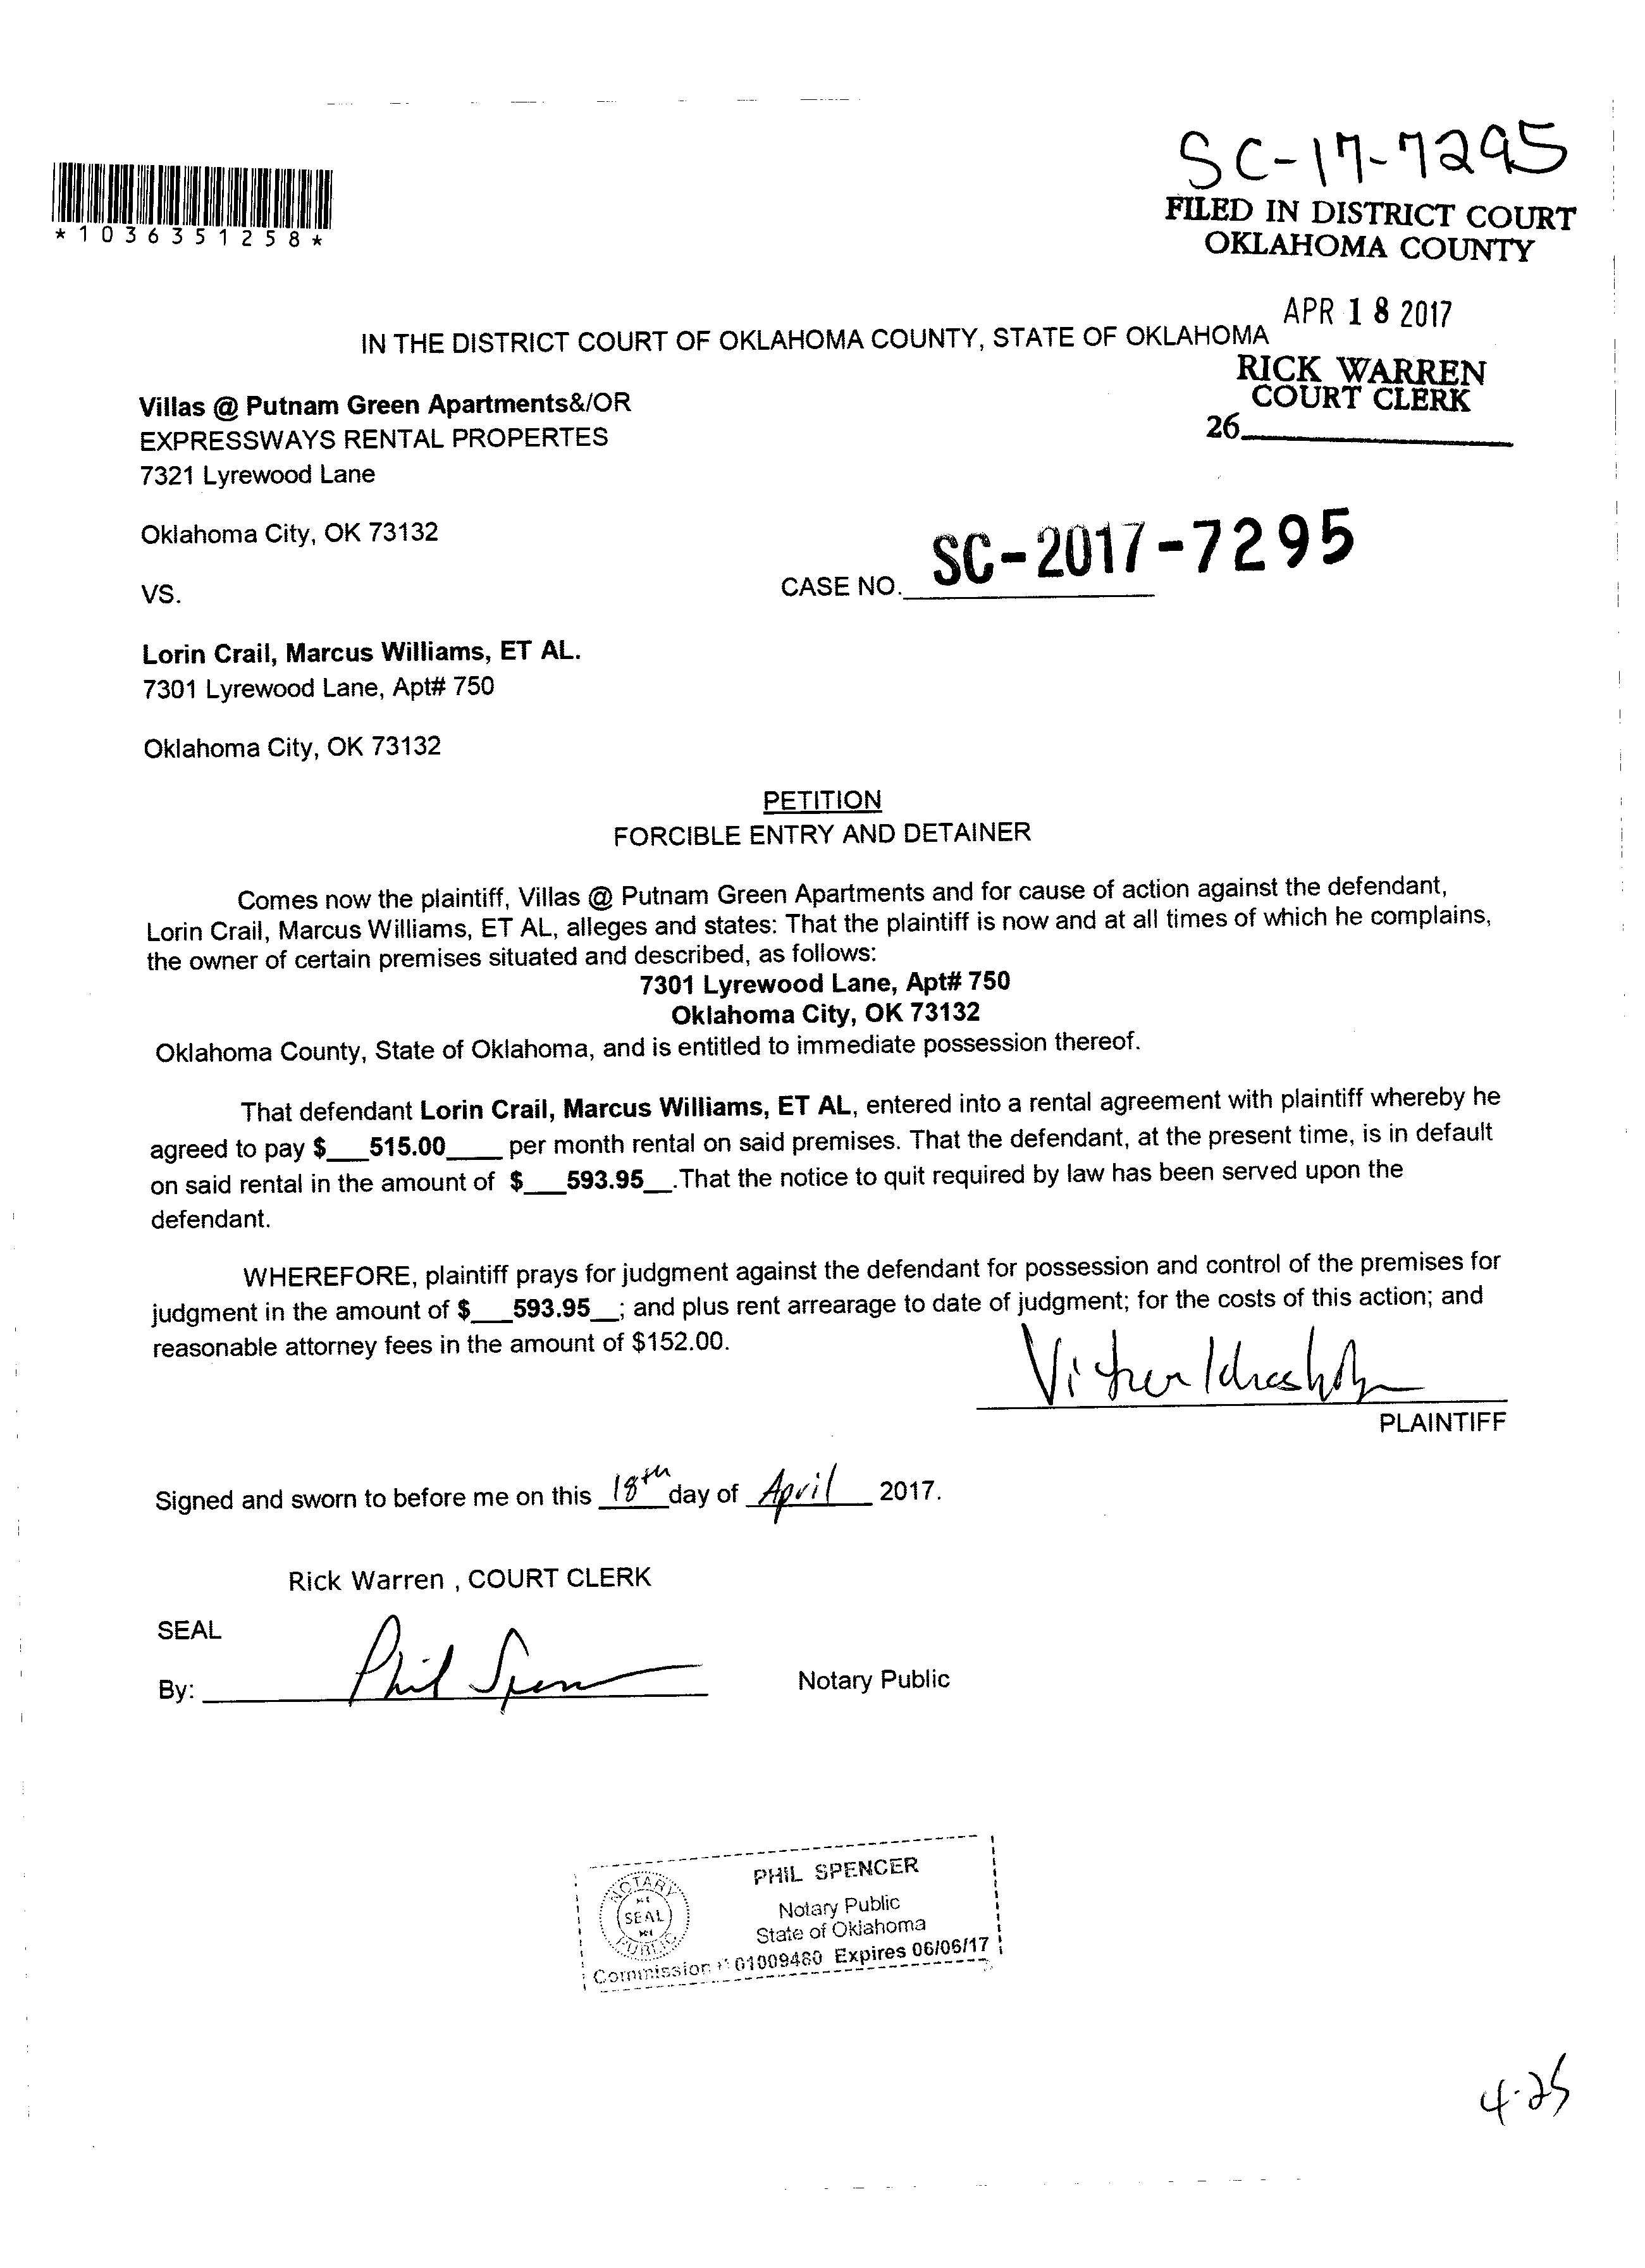 SC-17-7295
FILED IN DISTRICT COURT
OKLAHOMA COUNTY
*1036351258*
APR 18 2017
IN THE DISTRICT COURT OF OKLAHOMA COUNTY, STATE OF OKLAHOMA
RICK WARREN
COURT CLERK
26
Villas @ Putnam Green Apartments&/OR
EXPRESSWAYS RENTAL PROPERTES
7321 Lyrewood Lane
Oklahoma City, OK 73132
VS.
CASE NO. SC-2017-7295
Lorin Crail, Marcus Williams, ET AL.
7301 Lyrewood Lane, Apt# 750
Oklahoma City, OK 73132
PETITION
FORCIBLE ENTRY AND DETAINER
Comes now the plaintiff, Villas @ Putnam Green Apartments and for cause of action against the defendant,
Lorin Crail, Marcus Williams, ET AL, alleges and states: That the plaintiff is now and at all times of which he complains,
the owner of certain premises situated and described, as follows:
7301 Lyrewood Lane, Apt# 750
Oklahoma City, OK 73132
Oklahoma County, State of Oklahoma, and is entitled to immediate possession thereof.
That defendant Lorin Crail, Marcus Williams, ET AL, entered into a rental agreement with plaintiff whereby he
agreed to pay $___515.00____ per month rental on said premises. That the defendant, at the present time, is in default
on said rental in the amount of $___593.95__.That the notice to quit required by law has been served upon the
defendant.
WHEREFORE, plaintiff prays for judgment against the defendant for possession and control of the premises for
judgment in the amount of $___593.95__; and plus rent arrearage to date of judgment; for the costs of this action; and
reasonable attorney fees in the amount of $152.00.
PLAINTIFF
Signed and sworn to before me on this 18th day of April 2017.
Rick Warren , COURT CLERK
SEAL
By: Phil Spencer Notary Public
NOTARY
SEAL
PUBLIC
PHIL SPENCER
Notary Public
State of Oklahoma
Commission # 01009480 Expires 06/06/17
4-25